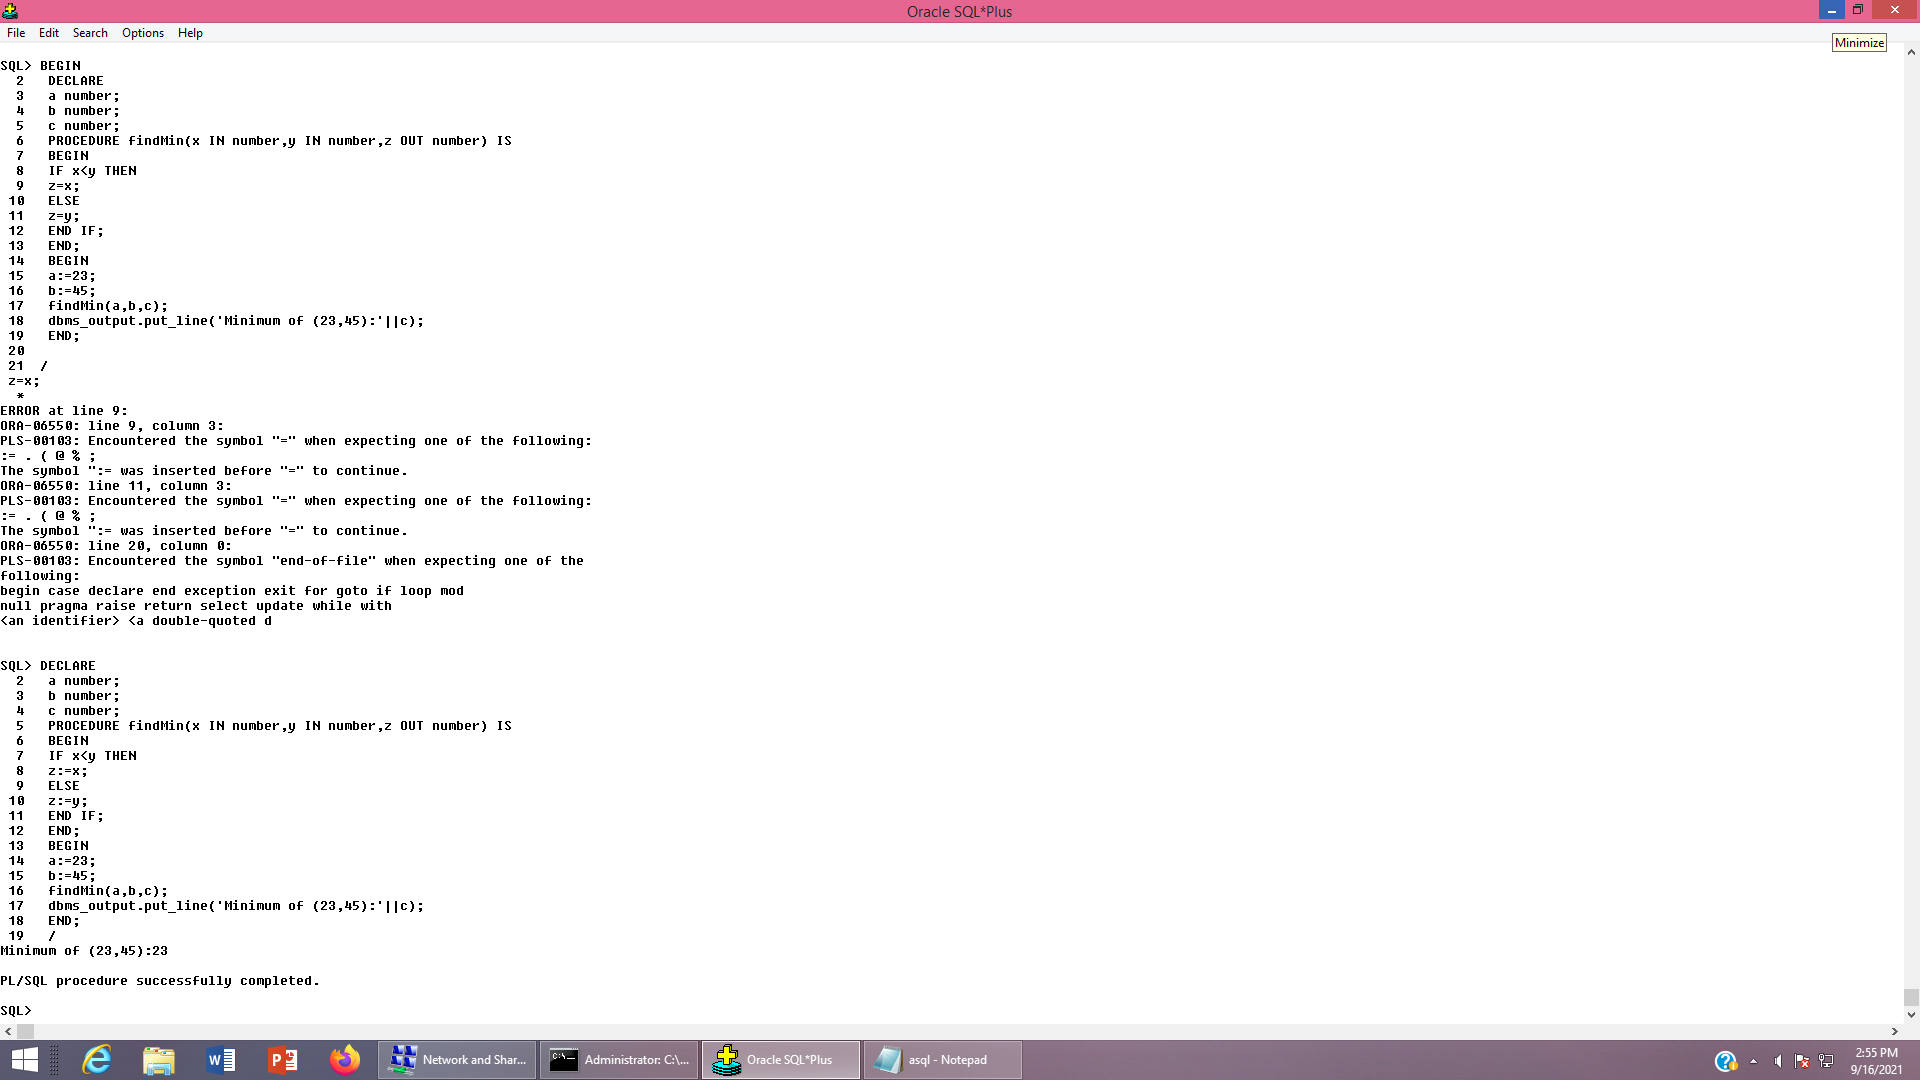 Oracle SQL*Plus
File Edit Search Options Help
Minimize
SQL> BEGIN
2 DECLARE
3 a number;
4 b number;
5 c number;
6 PROCEDURE findMin(x IN number,y IN number,z OUT number) IS
7 BEGIN
8 IF x<y THEN
9 z=x;
10 ELSE
11 z=y;
12 END IF;
13 END;
14 BEGIN
15 a:=23;
16 b:=45;
17 findMin(a,b,c);
18 dbms_output.put_line('Minimum of (23,45):'||c);
19 END;
20
21 /
z=x;
*
ERROR at line 9:
ORA-06550: line 9, column 3:
PLS-00103: Encountered the symbol "=" when expecting one of the following:
:= . ( @ % ;
The symbol ":= was inserted before "=" to continue.
ORA-06550: line 11, column 3:
PLS-00103: Encountered the symbol "=" when expecting one of the following:
:= . ( @ % ;
The symbol ":= was inserted before "=" to continue.
ORA-06550: line 20, column 0:
PLS-00103: Encountered the symbol "end-of-file" when expecting one of the
following:
begin case declare end exception exit for goto if loop mod
null pragma raise return select update while with
<an identifier> <a double-quoted d
SQL> DECLARE
2 a number;
3 b number;
4 c number;
5 PROCEDURE findMin(x IN number,y IN number,z OUT number) IS
6 BEGIN
7 IF x<y THEN
8 z:=x;
9 ELSE
10 z:=y;
11 END IF;
12 END;
13 BEGIN
14 a:=23;
15 b:=45;
16 findMin(a,b,c);
17 dbms_output.put_line('Minimum of (23,45):'||c);
18 END;
19 /
Minimum of (23,45):23
PL/SQL procedure successfully completed.
SQL>
Network and Shar... Administrator: C:\... Oracle SQL*Plus asql - Notepad
2:55 PM
9/16/2021